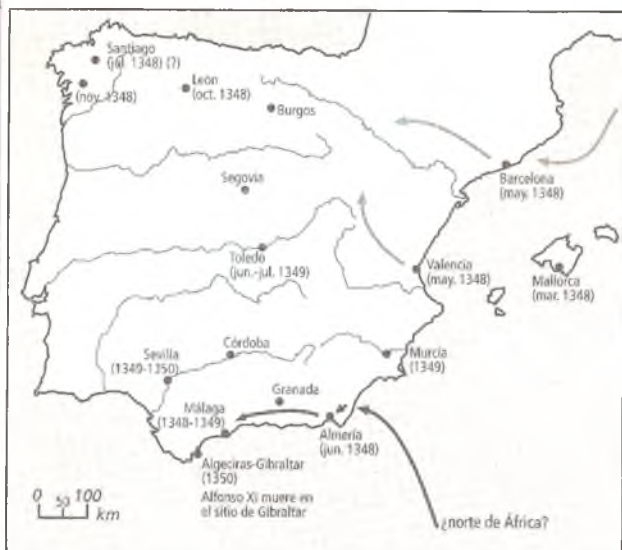 Santiago
(jul. 1348) (?)
(nov. 1348)
León
(oct. 1348)
Burgos
Barcelona
(may. 1348)
Segovia
Toledo
(jun.-jul. 1349)
Valencia
(may. 1348)
Mallorca
(mar. 1348)
Córdoba
Sevilla
(1349-1350)
Murcia
(1349)
Granada
Málaga
(1348-1349)
Almería
(jun. 1348)
Algeciras-Gibraltar
(1350)
Alfonso XI muere en
el sitio de Gibraltar
0 50 100
km
¿norte de África?